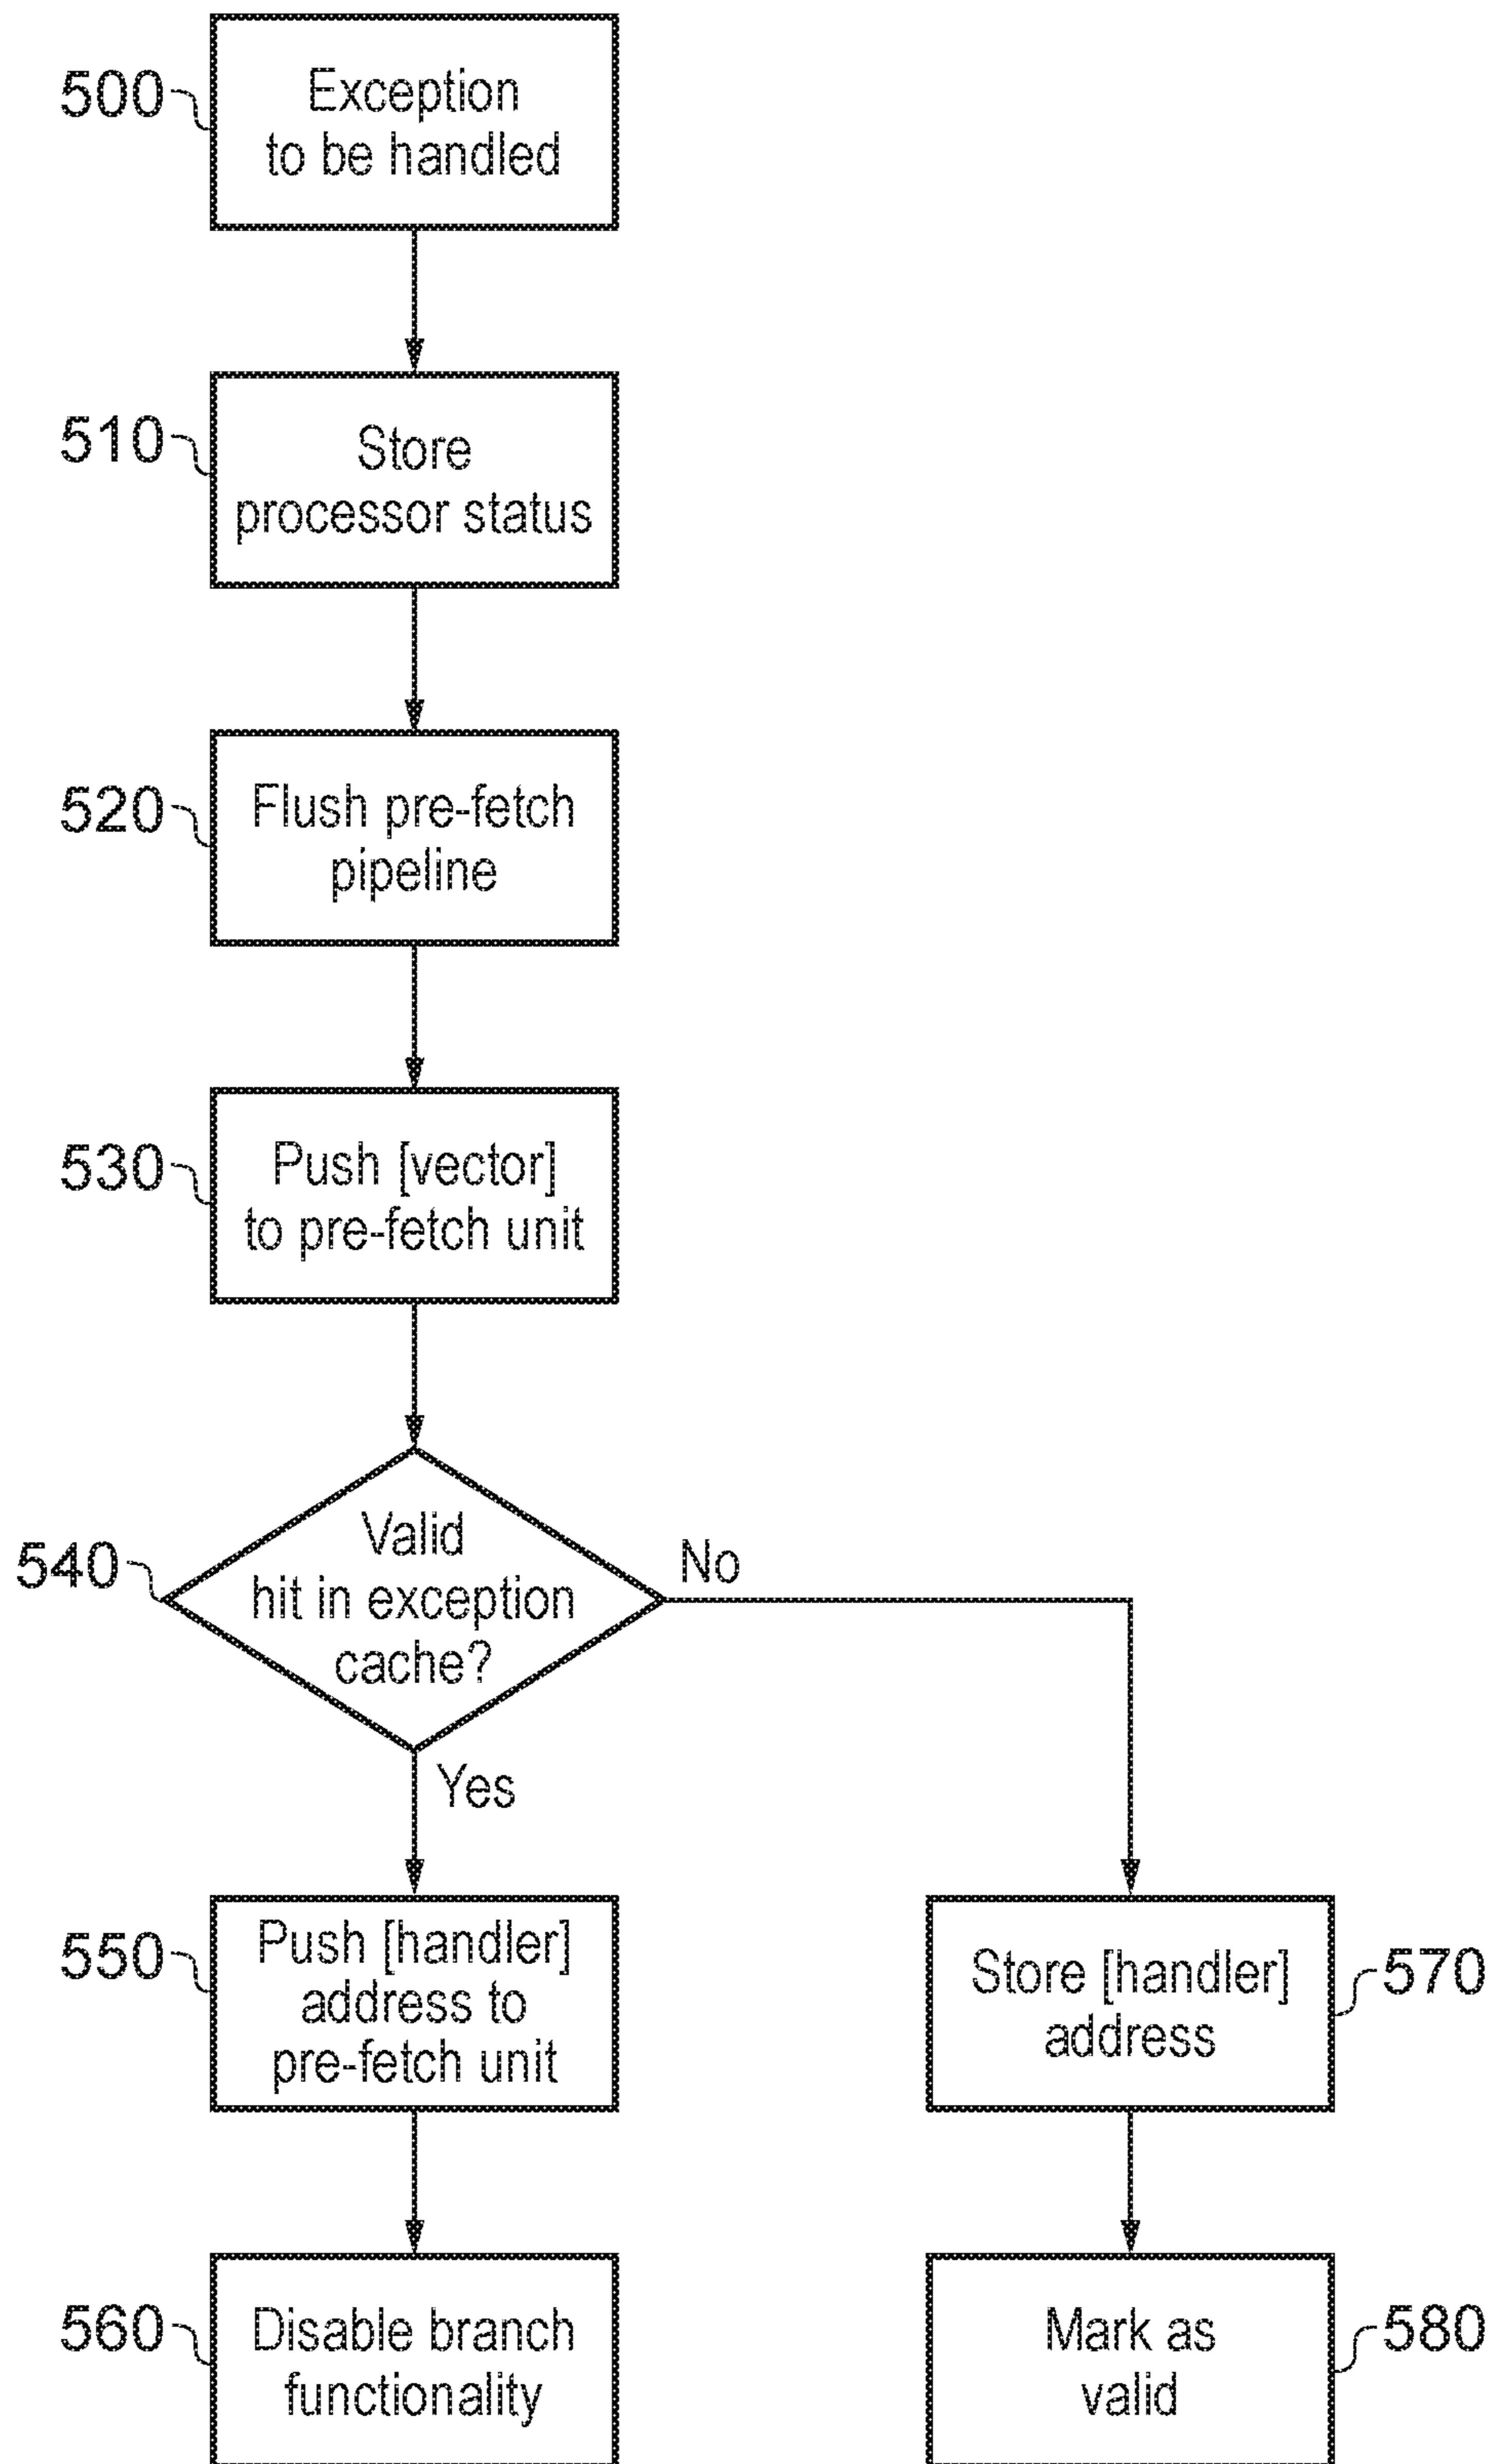 500
Exception
to be handled
510
Store
processor status
520
Flush pre-fetch
pipeline
530
Push [vector]
to pre-fetch unit
540
Valid
hit in exception
cache?
No
Yes
550
Push [handler]
address to
pre-fetch unit
Store [handler]
address
570
560
Disable branch
functionality
Mark as
valid
580